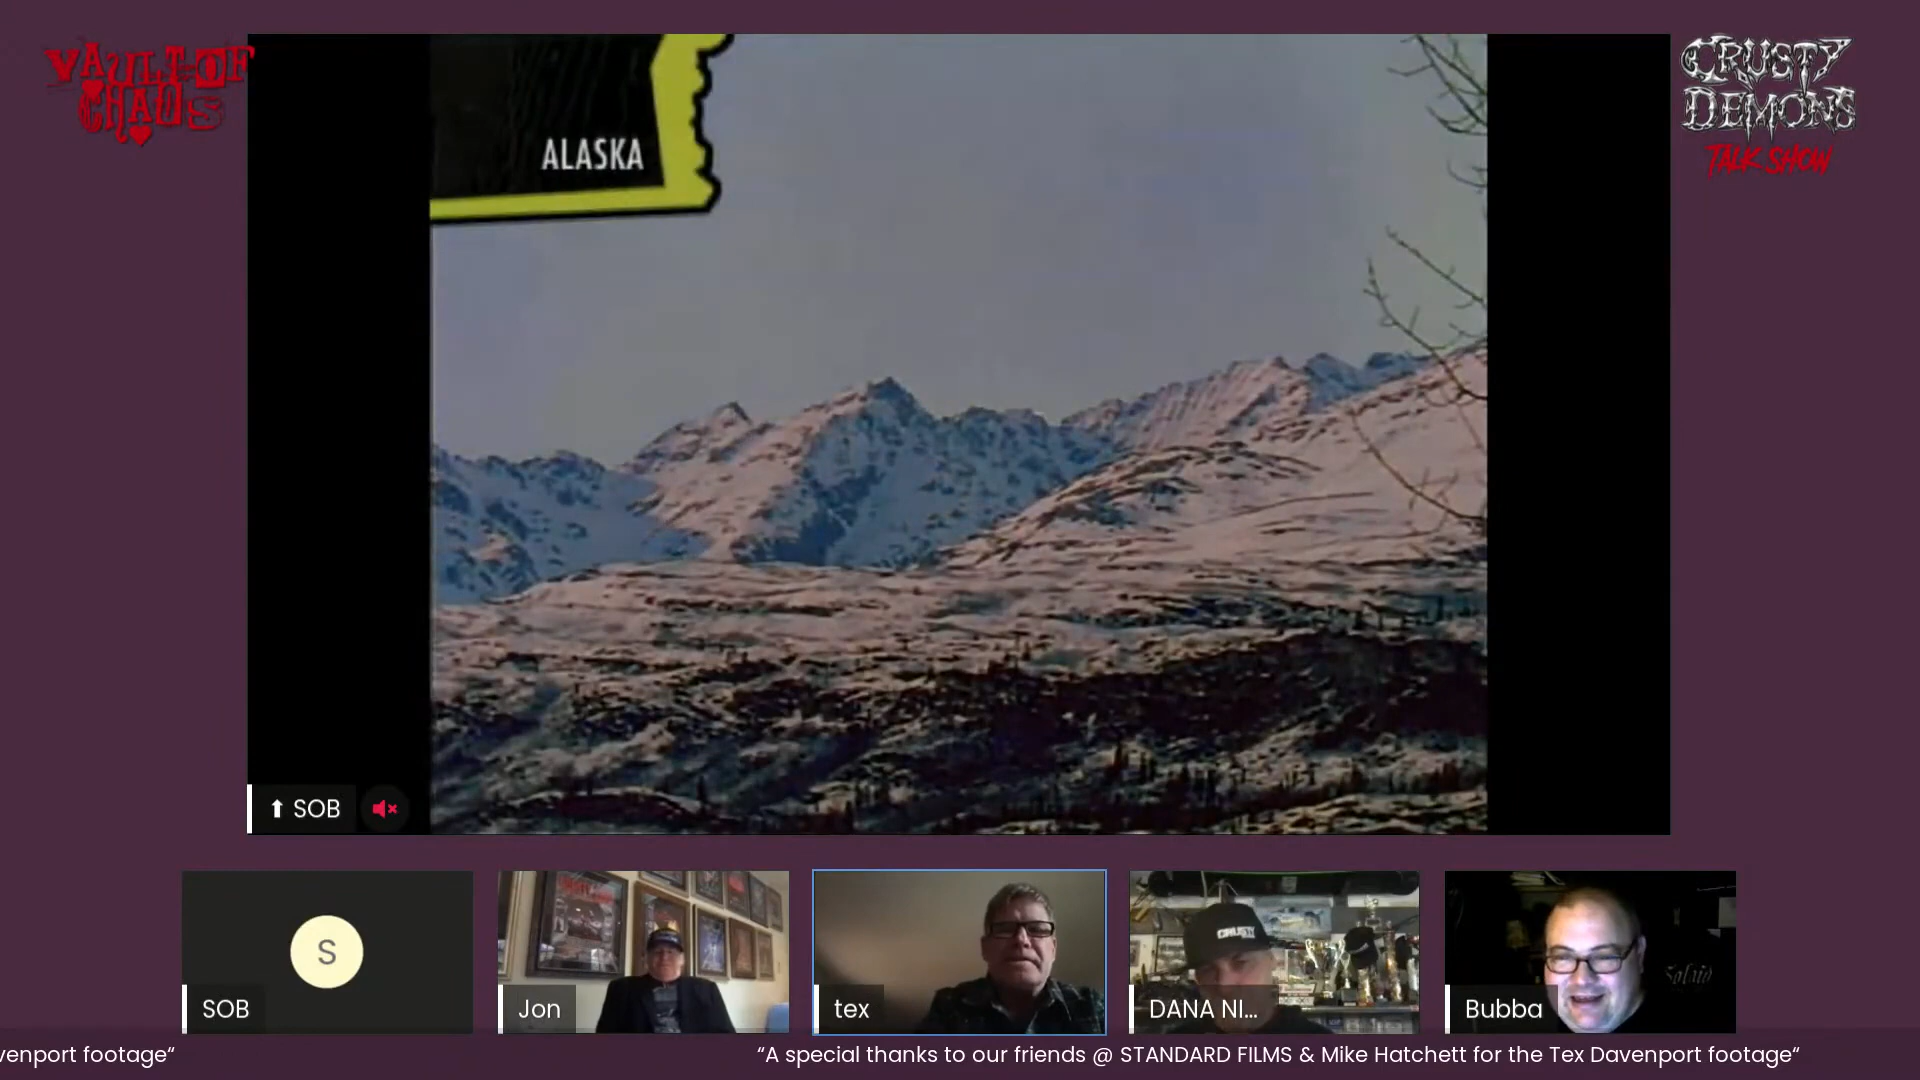 VAULT-OF
CHAOS
CRUSTY
DEMONS
TALK SHOW
ALASKA
⬆ SOB
S
SOB
Jon
tex
CRUSTY
DANA NI...
Bubba
venport footage“
“A special thanks to our friends @ STANDARD FILMS & Mike Hatchett for the Tex Davenport footage“